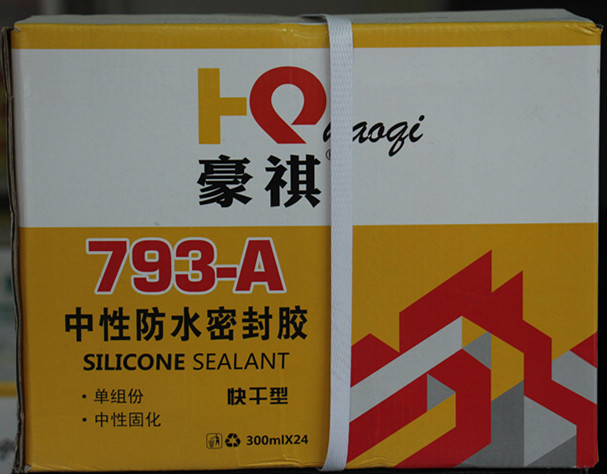 HQ
haoqi
®
豪祺
793-A
中性防水密封胶
SILICONE SEALANT
· 单组份
快干型
· 中性固化
300mlX24